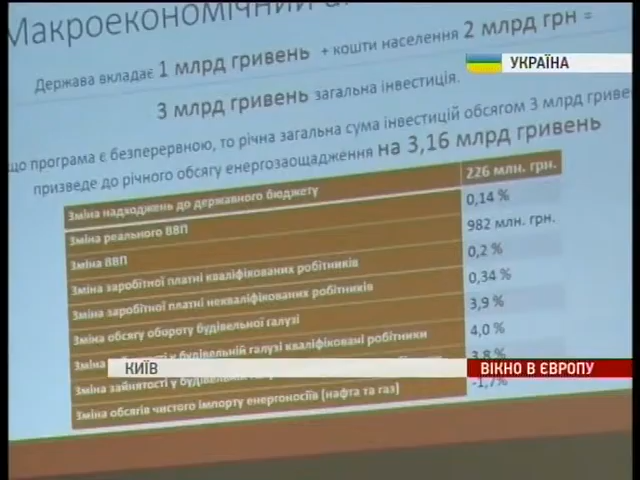 Макроекономічний
Держава вкладає 1 млрд гривень + кошти населення 2 млрд грн =
3 млрд гривень загальна інвестиція.
УКРАЇНА
що програма є безперервною, то річна загальна сума інвестицій обсягом 3 млрд гривень
призведе до річного обсягу енергозаощадження на 3,16 млрд гривень
Зміна надходжень до державного бюджету 226 млн. грн.
Зміна реального ВВП 0,14 %
Зміна ВВП 982 млн. грн.
Зміна заробітної платні кваліфікованих робітників 0,2 %
Зміна заробітної платні некваліфікованих робітників 0,34 %
Зміна обсягу обороту будівельної галузі 3,9 %
Зміна у будівельній галузі кваліфіковані робітники 4,0 %
Зміна зайнятості у 3,8 %
Зміна обсягів чистого імпорту енергоносіїв (нафта та газ) -1,7%
КИЇВ
ВІКНО В ЄВРОПУ